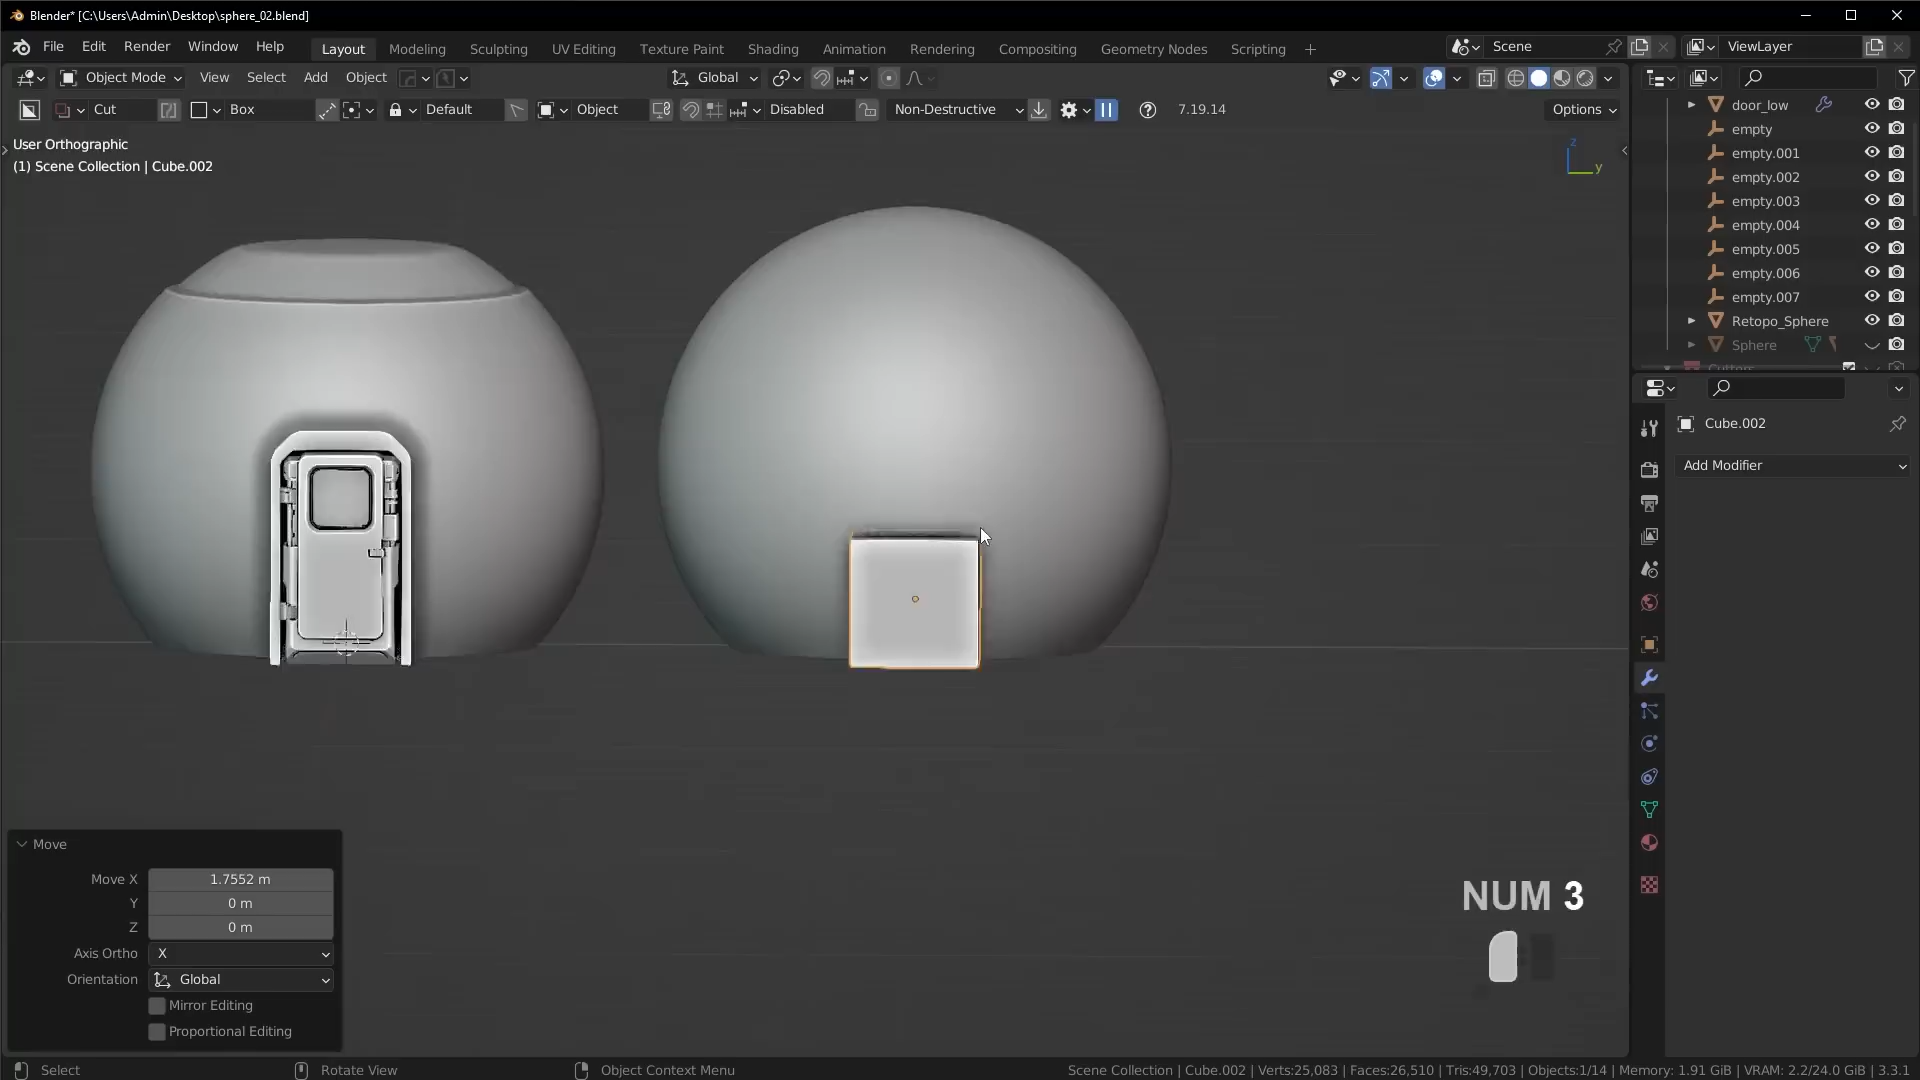 Blender* [C:\Users\Admin\Desktop\sphere_02.blend]
File Edit Render Window Help Layout Modeling Sculpting UV Editing Texture Paint Shading Animation Rendering Compositing Geometry Nodes Scripting + Scene ViewLayer
Object Mode View Select Add Object Global
Cut Box Default Object Disabled Non-Destructive 7.19.14 Options
User Orthographic
(1) Scene Collection | Cube.002
z
y
door_low
empty
empty.001
empty.002
empty.003
empty.004
empty.005
empty.006
empty.007
Retopo_Sphere
Sphere
Cutters
Cube.002
Add Modifier
Move
Move X 1.7552 m
Y 0 m
Z 0 m
Axis Ortho X
Orientation Global
Mirror Editing
Proportional Editing
NUM 3
Select Rotate View Object Context Menu Scene Collection | Cube.002 | Verts:25,083 | Faces:26,510 | Tris:49,703 | Objects:1/14 | Memory: 1.91 GiB | VRAM: 2.2/24.0 GiB | 3.3.1